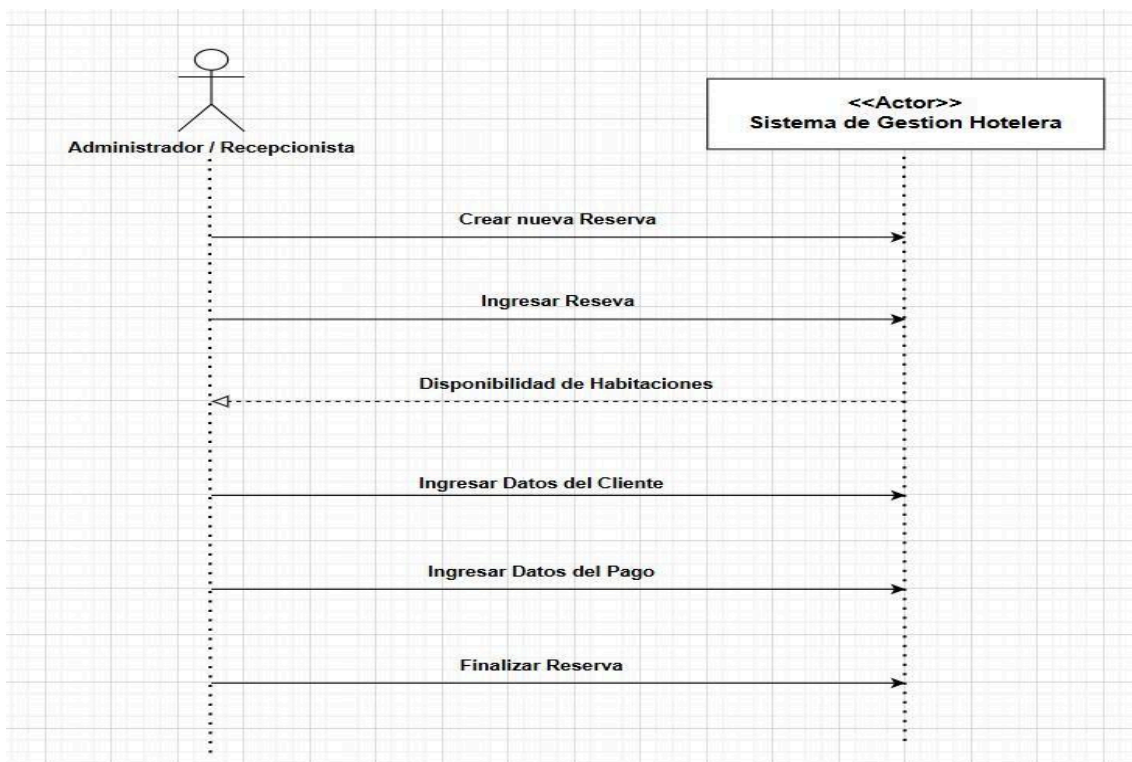 <<Actor>>
Sistema de Gestion Hotelera
Administrador / Recepcionista
Crear nueva Reserva
Ingresar Reseva
Disponibilidad de Habitaciones
Ingresar Datos del Cliente
Ingresar Datos del Pago
Finalizar Reserva